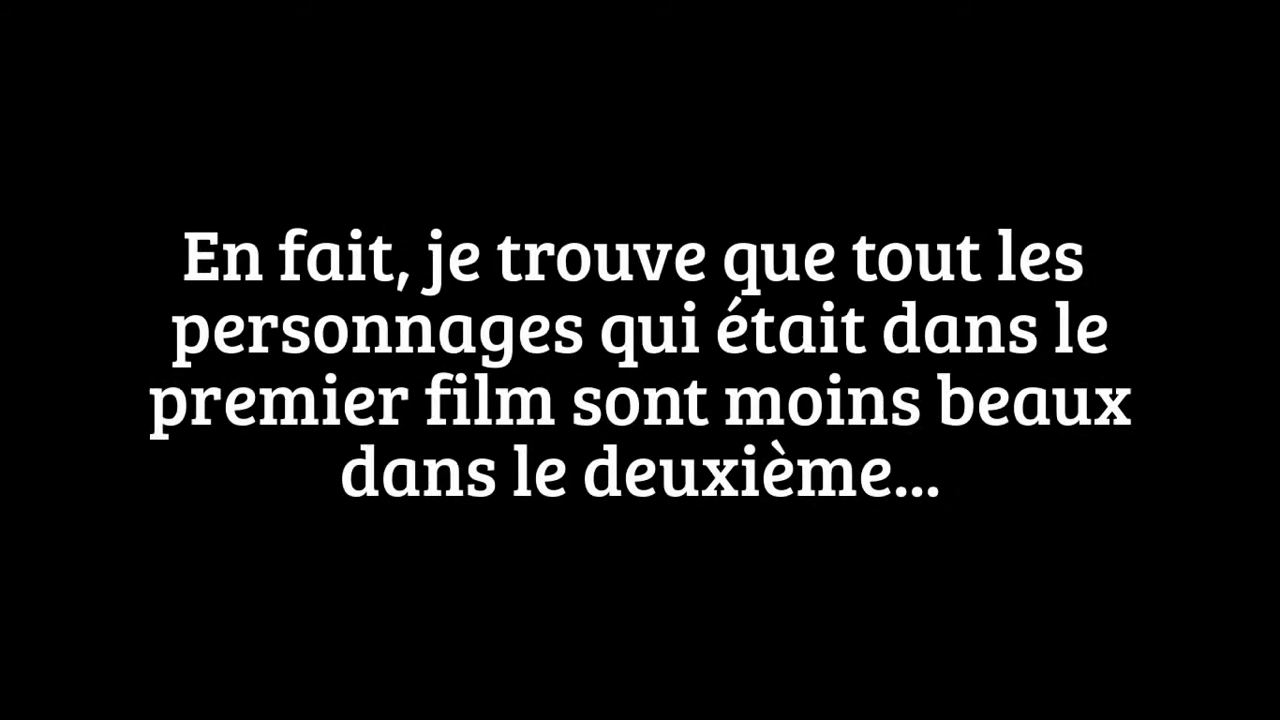 En fait, je trouve que tout les
personnages qui était dans le
premier film sont moins beaux
dans le deuxième...